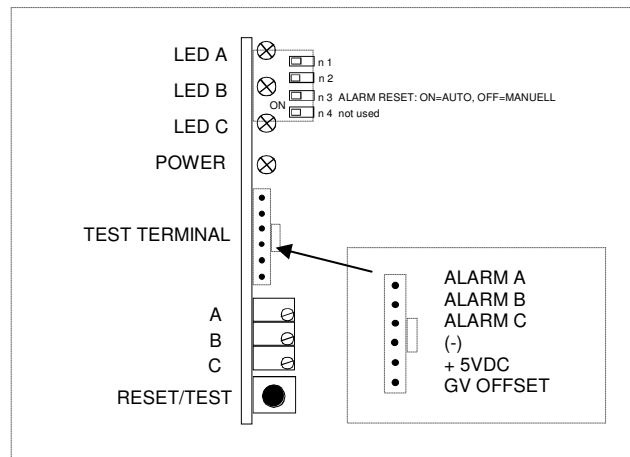 LED A
n 1
n 2
LED B
n 3 ALARM RESET: ON=AUTO, OFF=MANUELL
ON
n 4 not used
LED C
POWER
TEST TERMINAL
ALARM A
ALARM B
ALARM C
(-)
+ 5VDC
GV OFFSET
A
B
C
RESET/TEST